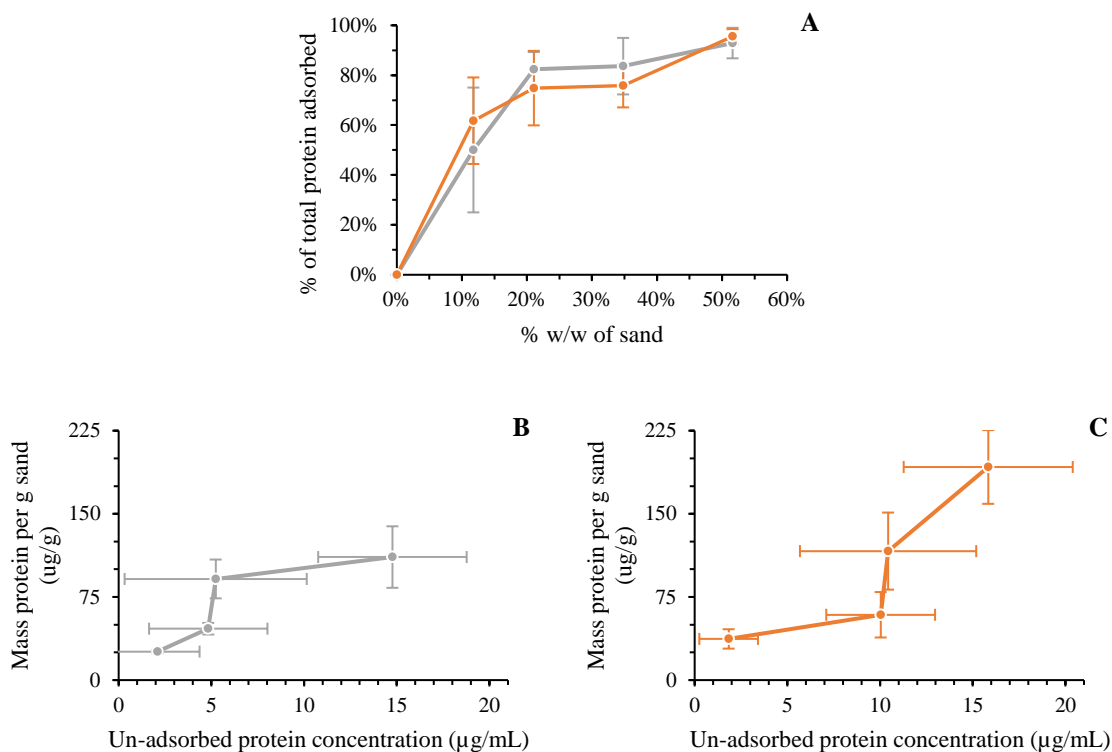 A
100%
80%
60%
40%
20%
0%
% of total protein adsorbed
0% 10% 20% 30% 40% 50% 60%
% w/w of sand
B
225
150
75
0
Mass protein per g sand
(ug/g)
0 5 10 15 20
Un-adsorbed protein concentration (µg/mL)
C
225
150
75
0
Mass protein per g sand
(ug/g)
0 5 10 15 20
Un-adsorbed protein concentration (µg/mL)